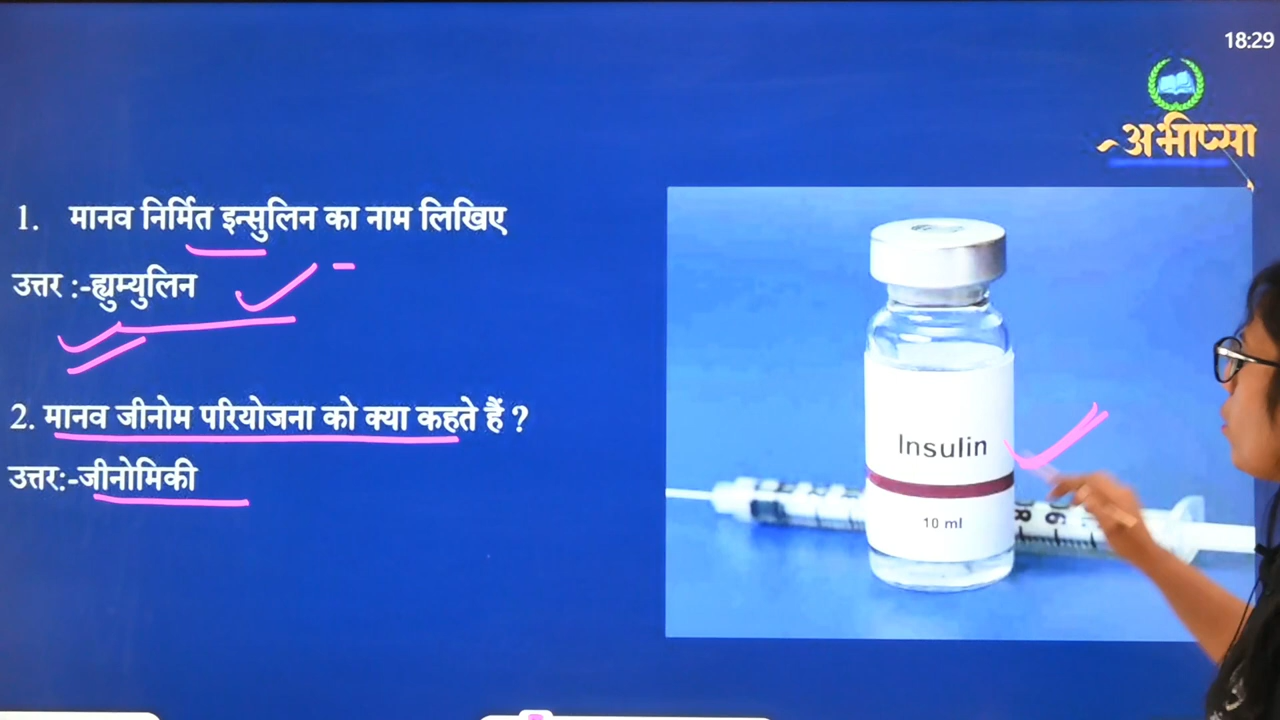 18:29
अभीप्सा
1. मानव निर्मित इन्सुलिन का नाम लिखिए
उत्तर :-ह्युम्युलिन
2. मानव जीनोम परियोजना को क्या कहते हैं ?
उत्तर:-जीनोमिकी
Insulin
10 ml